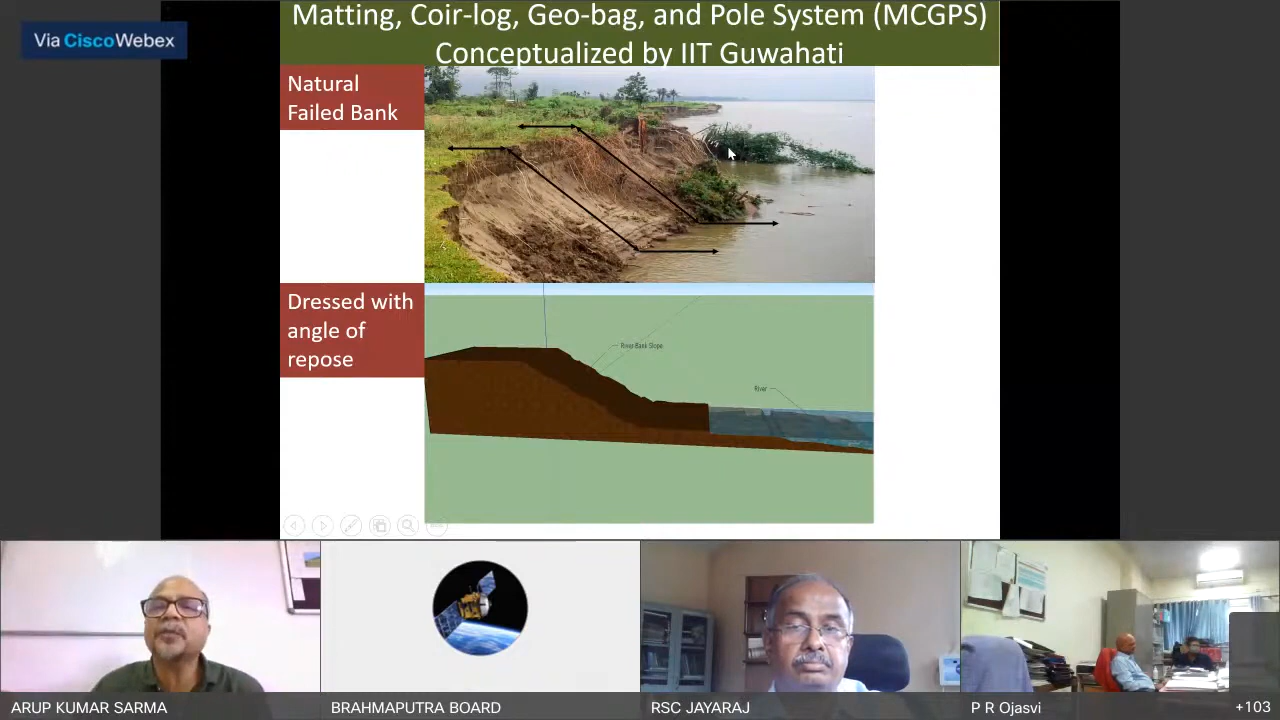 Via CiscoWebex
Matting, Coir-log, Geo-bag, and Pole System (MCGPS)
Conceptualized by IIT Guwahati
Natural
Failed Bank
Dressed with
angle of
repose
River Bank Slope
River
ARUP KUMAR SARMA
BRAHMAPUTRA BOARD
RSC JAYARAJ
P R Ojasvi
+103